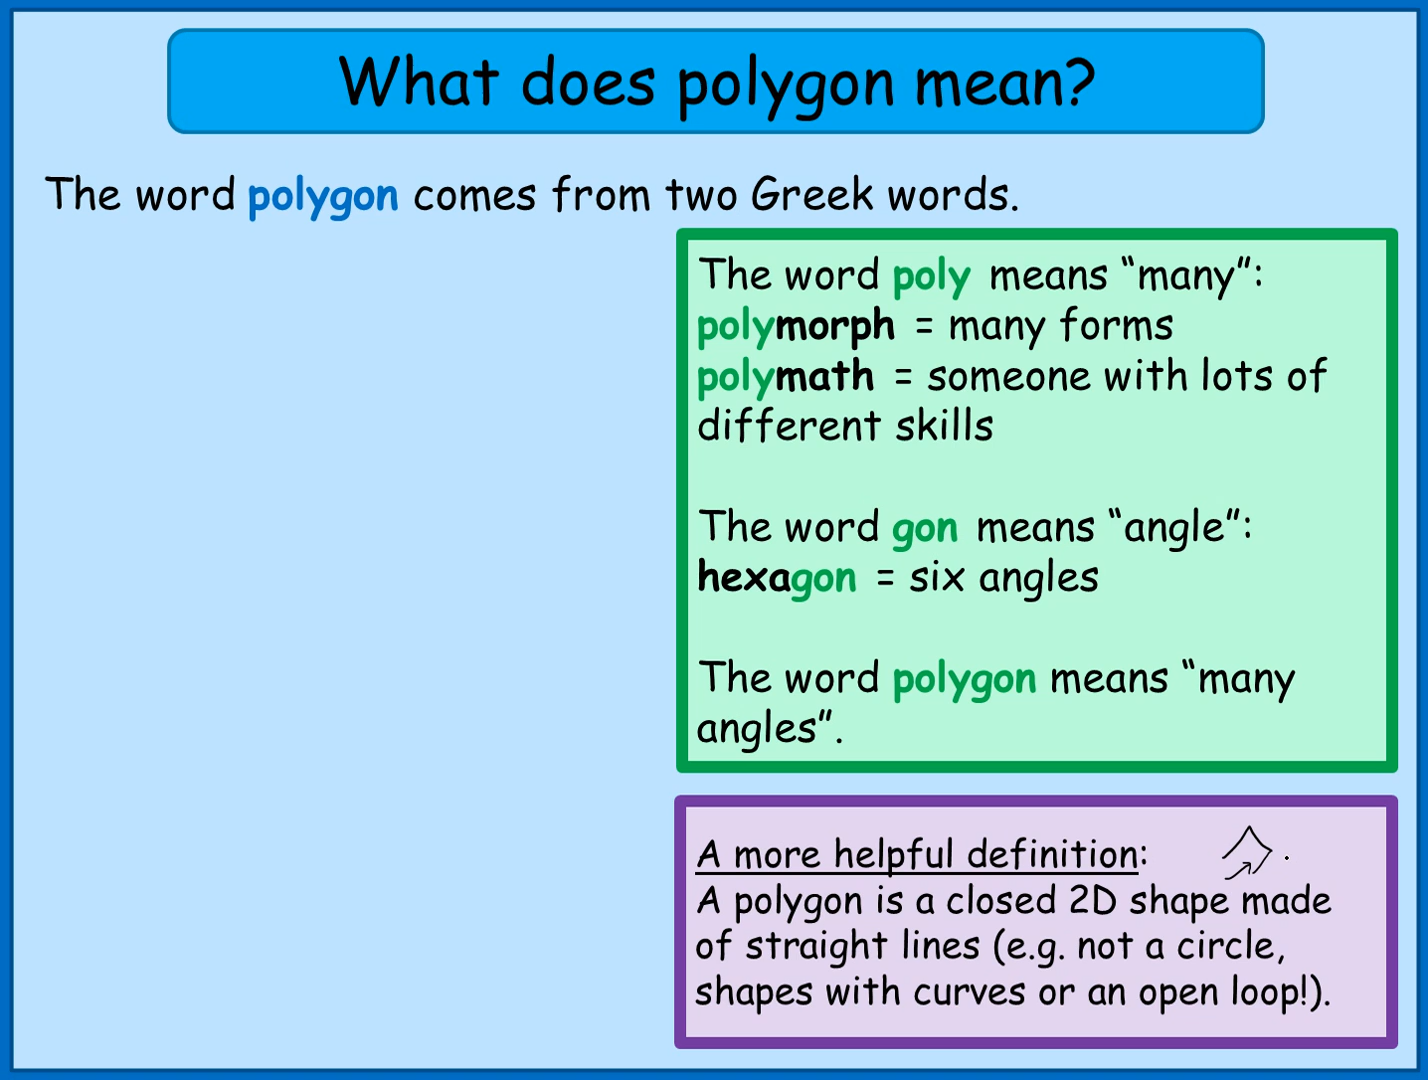 What does polygon mean?
The word polygon comes from two Greek words.
The word poly means “many”:
polymorph = many forms
polymath = someone with lots of
different skills
The word gon means “angle”:
hexagon = six angles
The word polygon means “many
angles”.
A more helpful definition:
A polygon is a closed 2D shape made
of straight lines (e.g. not a circle,
shapes with curves or an open loop!).